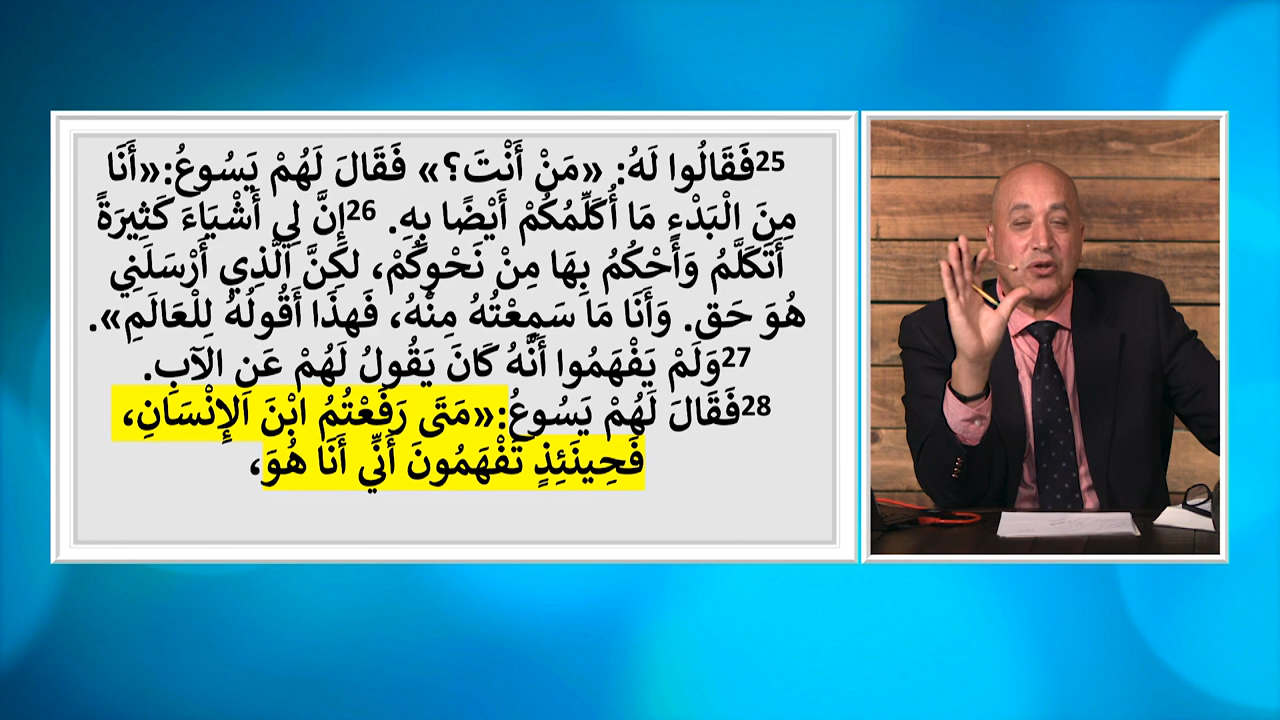 25فَقَالُوا لَهُ: «مَنْ أَنْتَ؟» فَقَالَ لَهُمْ يَسُوعُ:«أَنَا
مِنَ الْبَدْءِ مَا أُكَلِّمُكُمْ أَيْضًا بِهِ. 26إِنَّ لِي أَشْيَاءَ كَثِيرَةً
أَتَكَلَّمُ وَأَحْكُمُ بِهَا مِنْ نَحْوِكُمْ، لكِنَّ الَّذِي أَرْسَلَنِي
هُوَ حَق. وَأَنَا مَا سَمِعْتُهُ مِنْهُ، فَهذَا أَقُولُهُ لِلْعَالَمِ».
27وَلَمْ يَفْهَمُوا أَنَّهُ كَانَ يَقُولُ لَهُمْ عَنِ الآبِ.
28فَقَالَ لَهُمْ يَسُوعُ:«مَتَى رَفَعْتُمُ ابْنَ الإِنْسَانِ،
فَحِينَئِذٍ تَفْهَمُونَ أَنِّي أَنَا هُوَ،